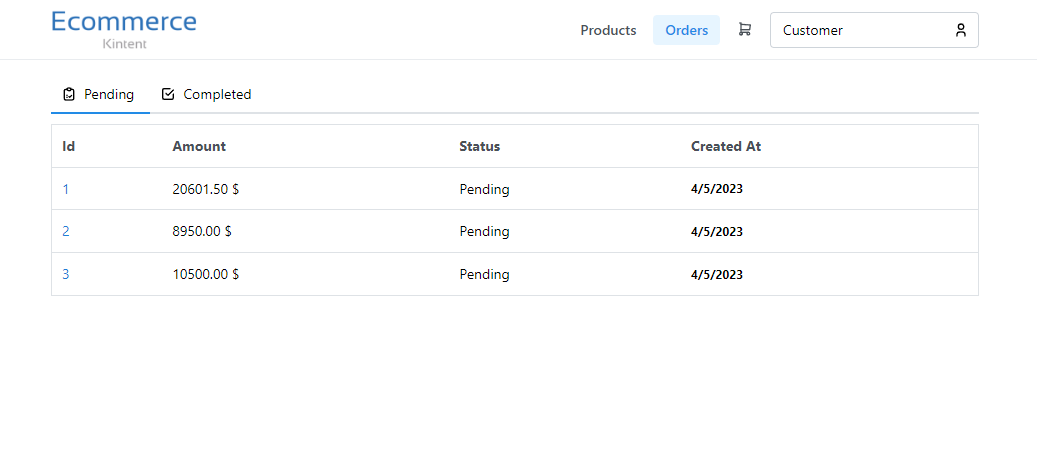 Ecommerce
Kintent
Products Orders Customer
Pending Completed
Id Amount Status Created At
1 20601.50 $ Pending 4/5/2023
2 8950.00 $ Pending 4/5/2023
3 10500.00 $ Pending 4/5/2023